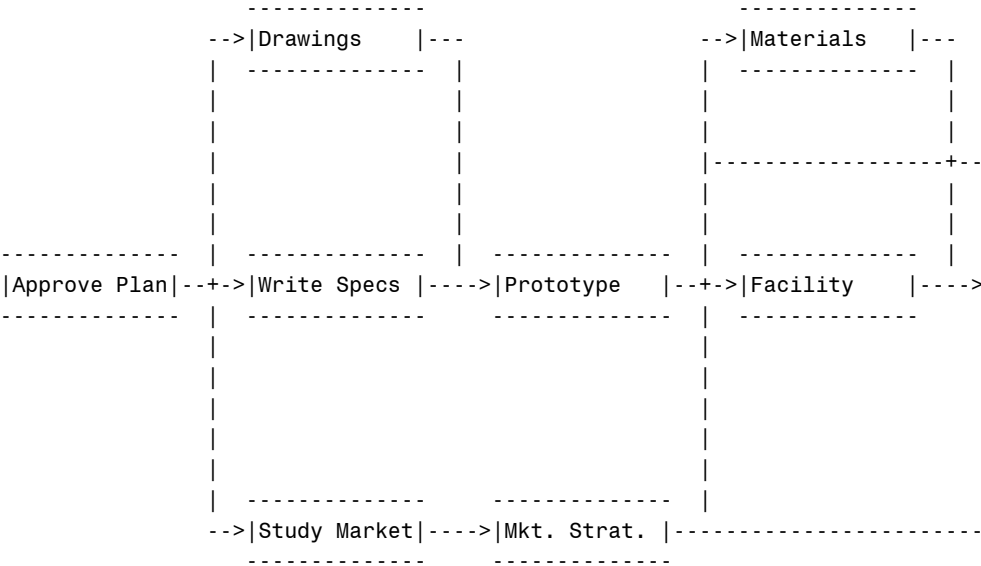 Drawings Materials
Approve Plan Write Specs Prototype Facility
Study Market Mkt. Strat.